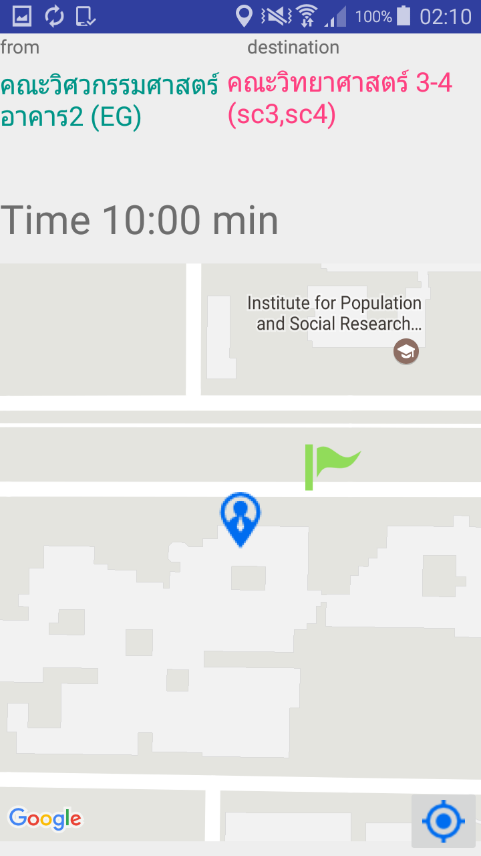 100% 02:10
from destination
คณะวิศวกรรมศาสตร์ คณะวิทยาศาสตร์ 3-4
อาคาร2 (EG) (sc3,sc4)
Time 10:00 min
Institute for Population
and Social Research...
Google